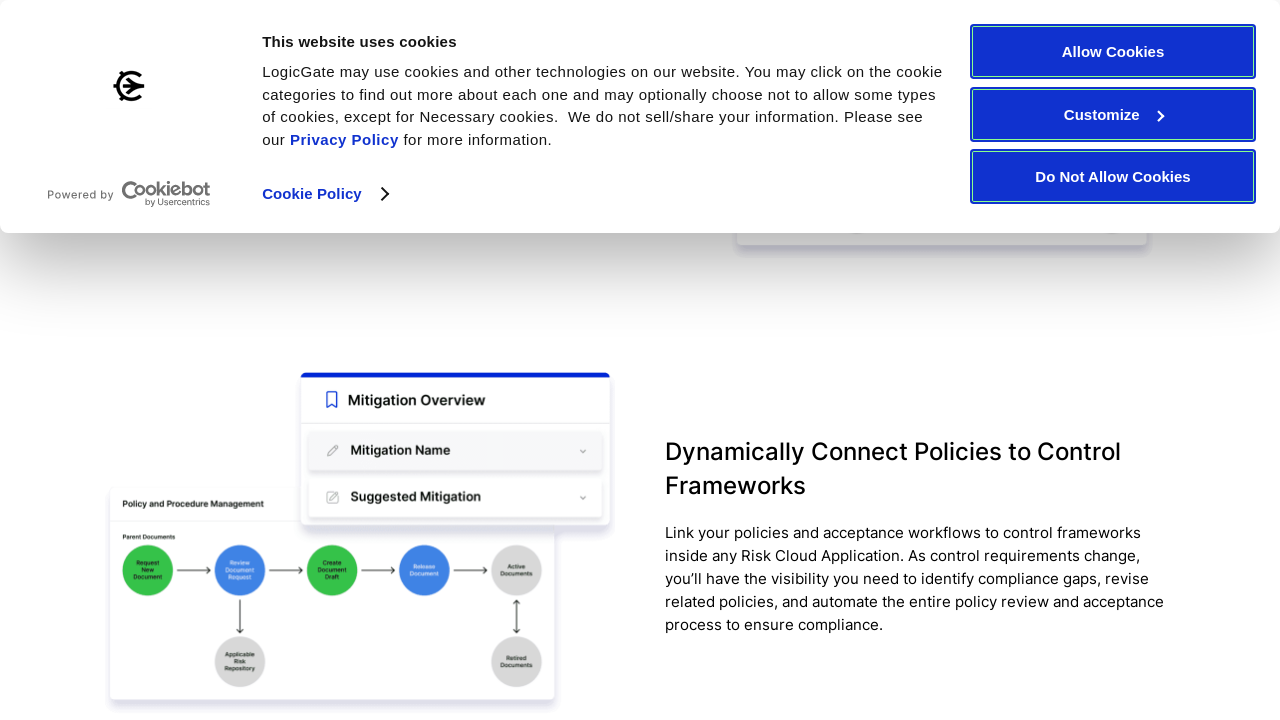 This website uses cookies
LogicGate may use cookies and other technologies on our website. You may click on the cookie
categories to find out more about each one and may optionally choose not to allow some types
of cookies, except for Necessary cookies.  We do not sell/share your information. Please see
our Privacy Policy for more information.
Cookie Policy
Powered by Cookiebot
by Usercentrics
Allow Cookies
Customize
Do Not Allow Cookies
Mitigation Overview
Mitigation Name
Suggested Mitigation
Policy and Procedure Management
Parent Documents
Request
New
Document
Review
Document
Request
Create
Document
Draft
Release
Document
Active
Documents
Applicable
Risk
Repository
Retired
Documents
Dynamically Connect Policies to Control
Frameworks
Link your policies and acceptance workflows to control frameworks
inside any Risk Cloud Application. As control requirements change,
you’ll have the visibility you need to identify compliance gaps, revise
related policies, and automate the entire policy review and acceptance
process to ensure compliance.